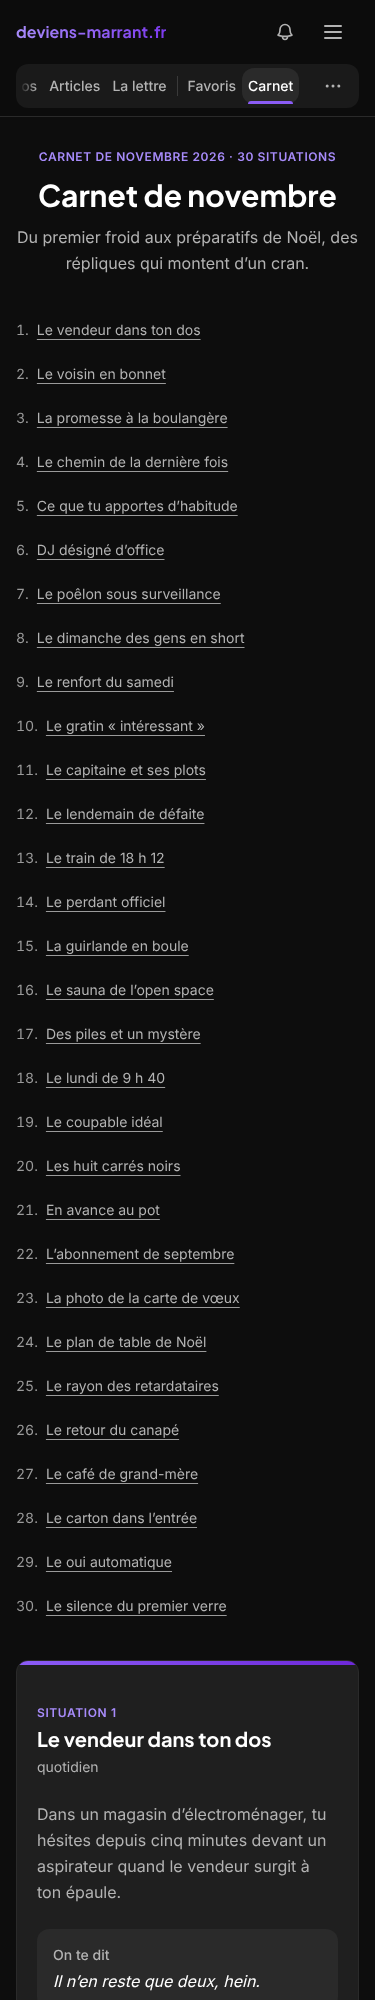 deviens-marrant.fr
os Articles La lettre Favoris Carnet ...
CARNET DE NOVEMBRE 2026 · 30 SITUATIONS
Carnet de novembre
Du premier froid aux préparatifs de Noël, des
répliques qui montent d’un cran.
1. Le vendeur dans ton dos
2. Le voisin en bonnet
3. La promesse à la boulangère
4. Le chemin de la dernière fois
5. Ce que tu apportes d’habitude
6. DJ désigné d’office
7. Le poêlon sous surveillance
8. Le dimanche des gens en short
9. Le renfort du samedi
10. Le gratin « intéressant »
11. Le capitaine et ses plots
12. Le lendemain de défaite
13. Le train de 18 h 12
14. Le perdant officiel
15. La guirlande en boule
16. Le sauna de l’open space
17. Des piles et un mystère
18. Le lundi de 9 h 40
19. Le coupable idéal
20. Les huit carrés noirs
21. En avance au pot
22. L’abonnement de septembre
23. La photo de la carte de vœux
24. Le plan de table de Noël
25. Le rayon des retardataires
26. Le retour du canapé
27. Le café de grand-mère
28. Le carton dans l’entrée
29. Le oui automatique
30. Le silence du premier verre
SITUATION 1
Le vendeur dans ton dos
quotidien
Dans un magasin d’électroménager, tu
hésites depuis cinq minutes devant un
aspirateur quand le vendeur surgit à
ton épaule.
On te dit
Il n’en reste que deux, hein.